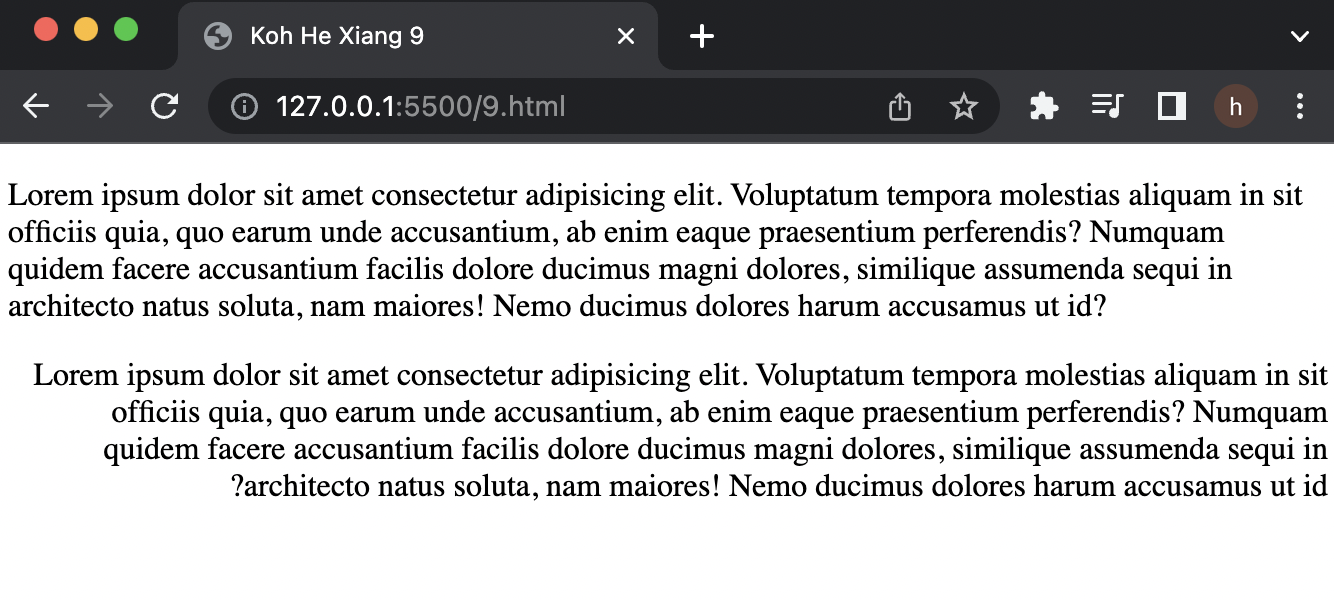 Koh He Xiang 9
127.0.0.1:5500/9.html
h
Lorem ipsum dolor sit amet consectetur adipisicing elit. Voluptatum tempora molestias aliquam in sit
officiis quia, quo earum unde accusantium, ab enim eaque praesentium perferendis? Numquam
quidem facere accusantium facilis dolore ducimus magni dolores, similique assumenda sequi in
architecto natus soluta, nam maiores! Nemo ducimus dolores harum accusamus ut id?
Lorem ipsum dolor sit amet consectetur adipisicing elit. Voluptatum tempora molestias aliquam in sit
officiis quia, quo earum unde accusantium, ab enim eaque praesentium perferendis? Numquam
quidem facere accusantium facilis dolore ducimus magni dolores, similique assumenda sequi in
?architecto natus soluta, nam maiores! Nemo ducimus dolores harum accusamus ut id